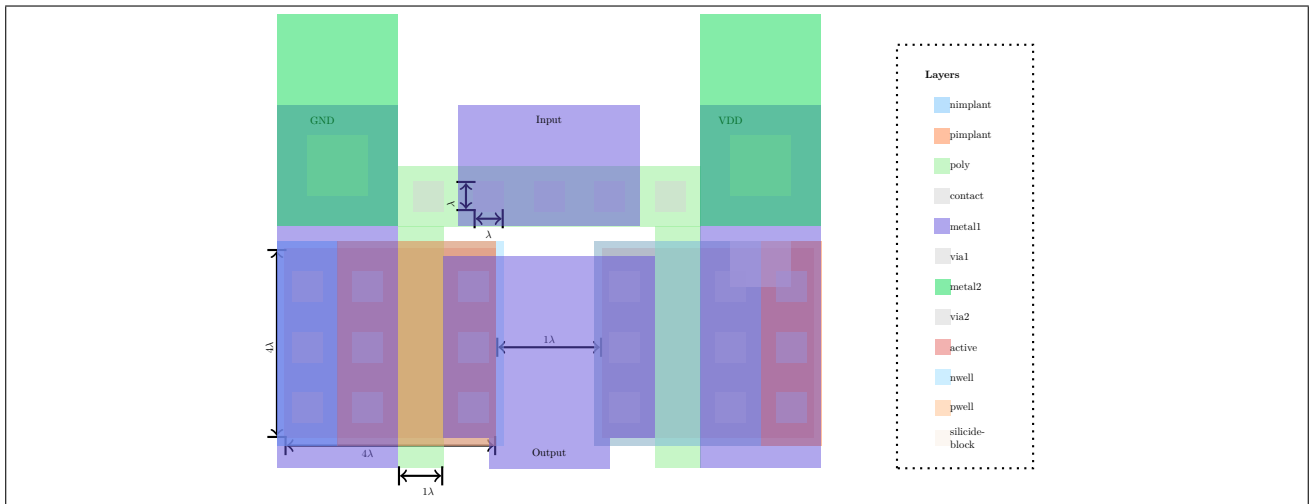 GND
Input
VDD
λ
λ
4λ
1λ
4λ
Output
1λ
Layers
nimplant
pimplant
poly
contact
metal1
via1
metal2
via2
active
nwell
pwell
silicide-
block